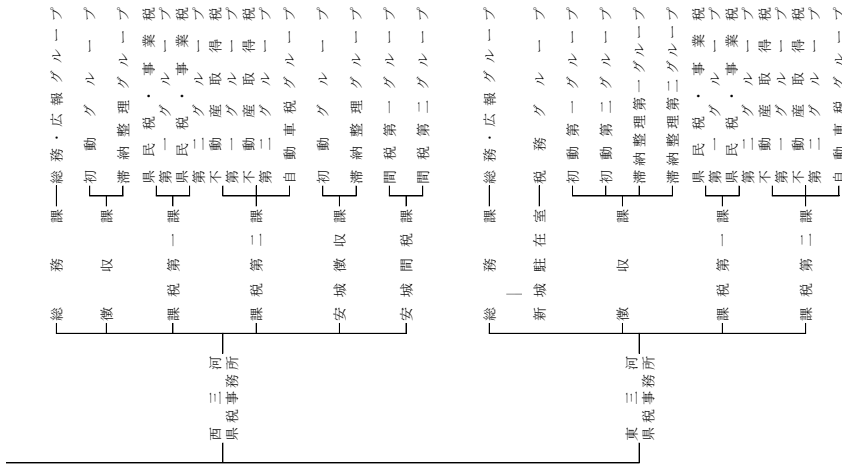 西三河
県税事務所
総務課
総務・広報グループ
徴収課
初動グループ
滞納整理グループ
課税第一課
県民税・事業税
第一グループ
県民税・事業税
第二グループ
課税第二課
不動産取得税
第一グループ
不動産取得税
第二グループ
自動車税グループ
安城徴収課
初動グループ
滞納整理グループ
安城間税課
間税第一グループ
間税第二グループ
東三河
県税事務所
総務課
総務・広報グループ
新城駐在室
税務グループ
徴収課
初動第一グループ
初動第二グループ
滞納整理第一グループ
滞納整理第二グループ
課税第一課
県民税・事業税
第一グループ
県民税・事業税
第二グループ
課税第二課
不動産取得税
第一グループ
不動産取得税
第二グループ
自動車税グループ